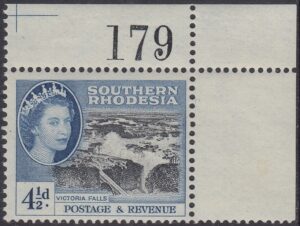 179
SOUTHERN
RHODESIA
VICTORIA FALLS
4½d.
POSTAGE & REVENUE